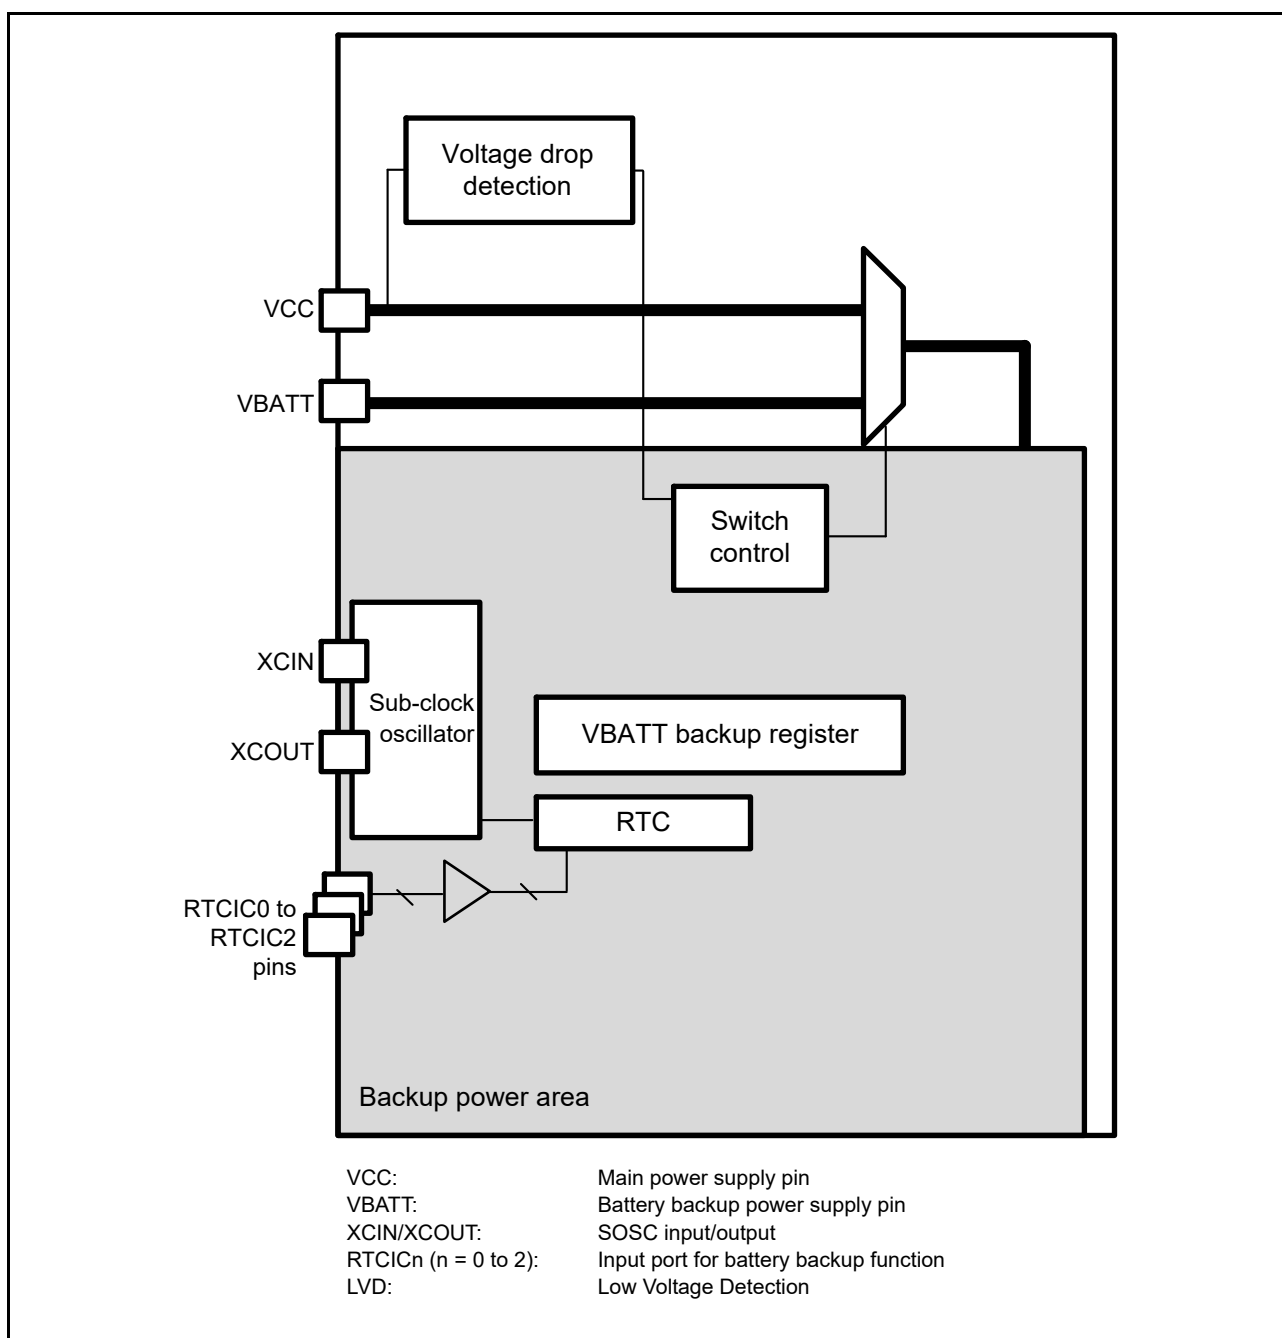 Voltage drop
detection
VCC
VBATT
Switch
control
XCIN
Sub-clock
oscillator
XCOUT
VBATT backup register
RTC
RTCIC0 to
RTCIC2
pins
Backup power area
VCC: Main power supply pin
VBATT: Battery backup power supply pin
XCIN/XCOUT: SOSC input/output
RTCICn (n = 0 to 2): Input port for battery backup function
LVD: Low Voltage Detection